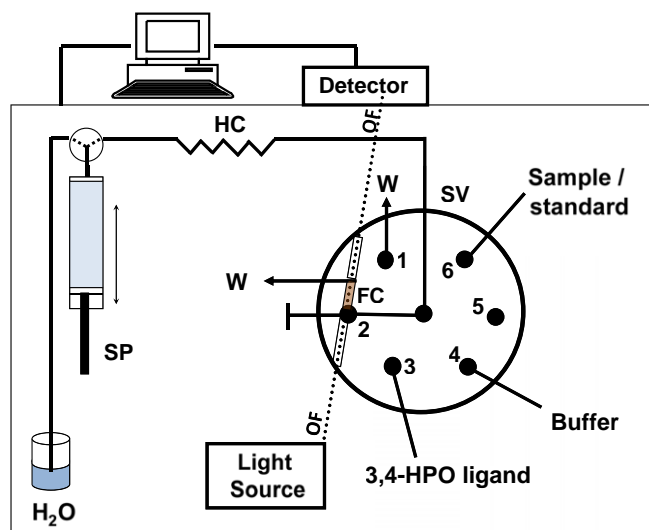 Detector
OF
HC
W
SV
Sample /
standard
1
6
W
FC
5
2
SP
3
4
OF
Buffer
Light
Source
3,4-HPO ligand
H₂O